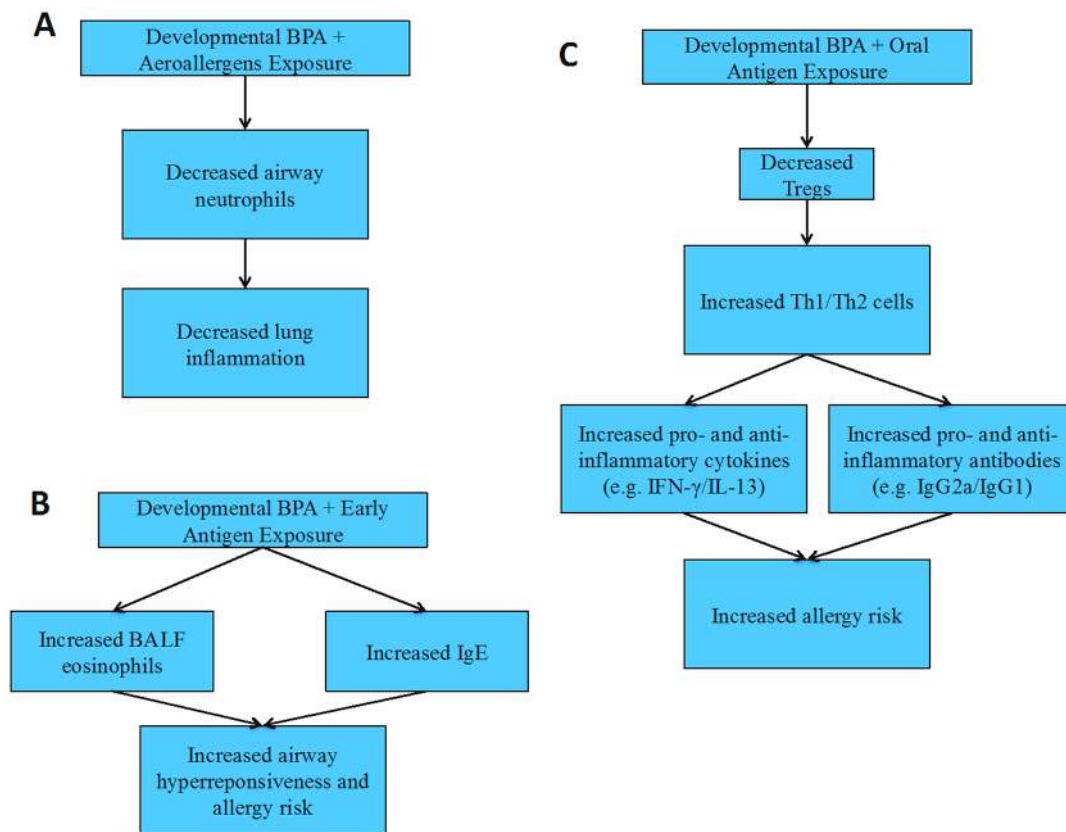 A
Developmental BPA +
Aeroallergens Exposure
Decreased airway
neutrophils
Decreased lung
inflammation
B
Developmental BPA + Early
Antigen Exposure
Increased BALF
eosinophils
Increased IgE
Increased airway
hyperreponsiveness and
allergy risk
C
Developmental BPA + Oral
Antigen Exposure
Decreased
Tregs
Increased Th1/Th2 cells
Increased pro- and anti-
inflammatory cytokines
(e.g. IFN-γ/IL-13)
Increased pro- and anti-
inflammatory antibodies
(e.g. IgG2a/IgG1)
Increased allergy risk